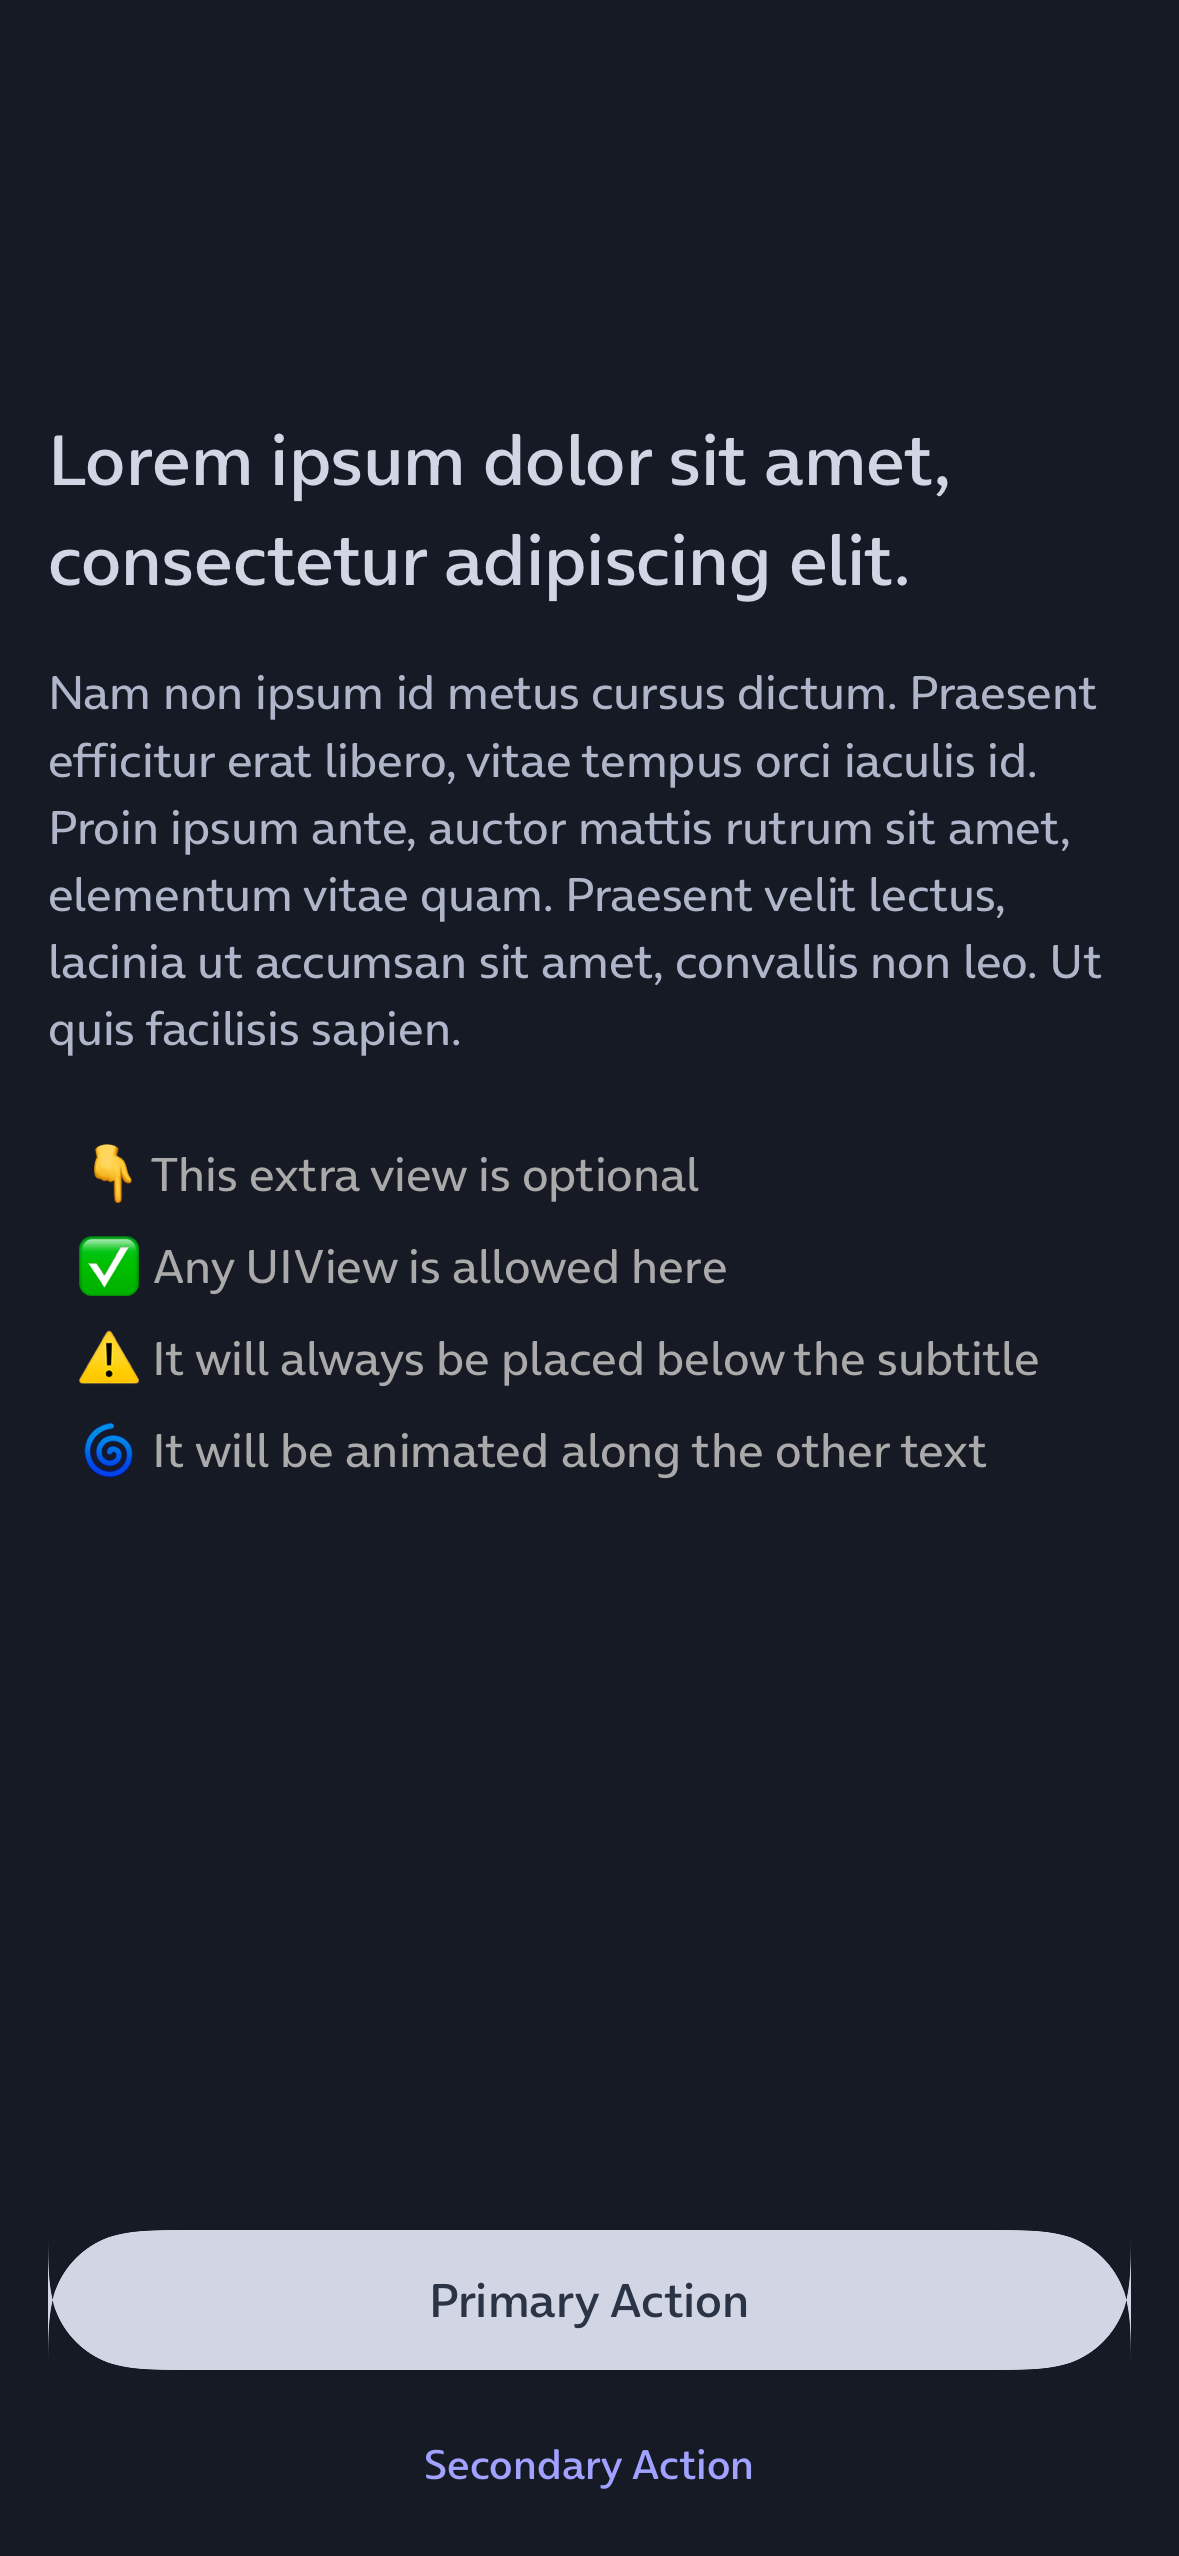 Lorem ipsum dolor sit amet,
consectetur adipiscing elit.
Nam non ipsum id metus cursus dictum. Praesent
efficitur erat libero, vitae tempus orci iaculis id.
Proin ipsum ante, auctor mattis rutrum sit amet,
elementum vitae quam. Praesent velit lectus,
lacinia ut accumsan sit amet, convallis non leo. Ut
quis facilisis sapien.
👇 This extra view is optional
✅ Any UIView is allowed here
⚠️ It will always be placed below the subtitle
🌀 It will be animated along the other text
Primary Action
Secondary Action